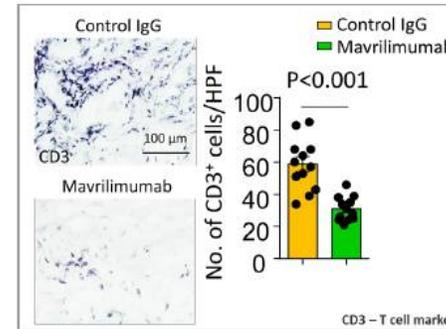 Control IgG
CD3
100 µm
Mavrilimumab
Control IgG
Mavrilimumab
P<0.001
No. of CD3⁺ cells/HPF
100
80
60
40
20
0
CD3 – T cell marke